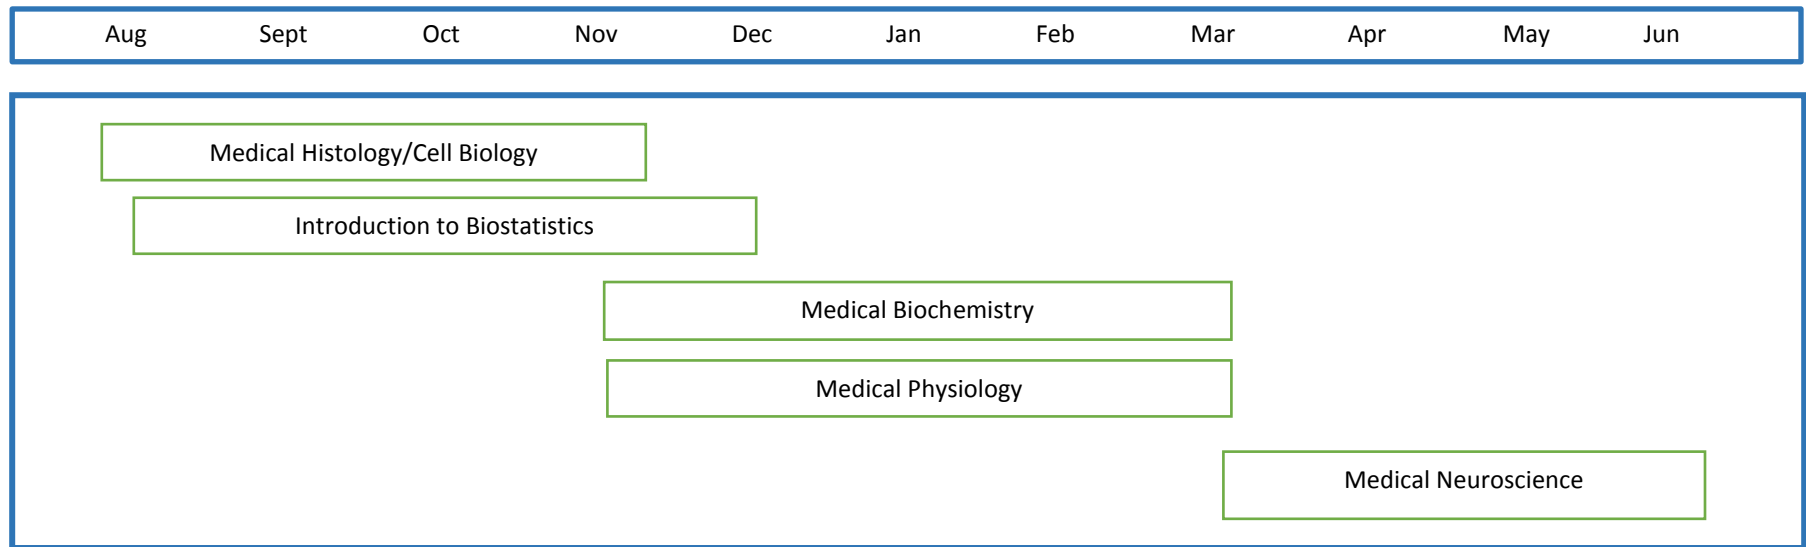 Aug Sept Oct Nov Dec Jan Feb Mar Apr May Jun
Medical Histology/Cell Biology
Introduction to Biostatistics
Medical Biochemistry
Medical Physiology
Medical Neuroscience